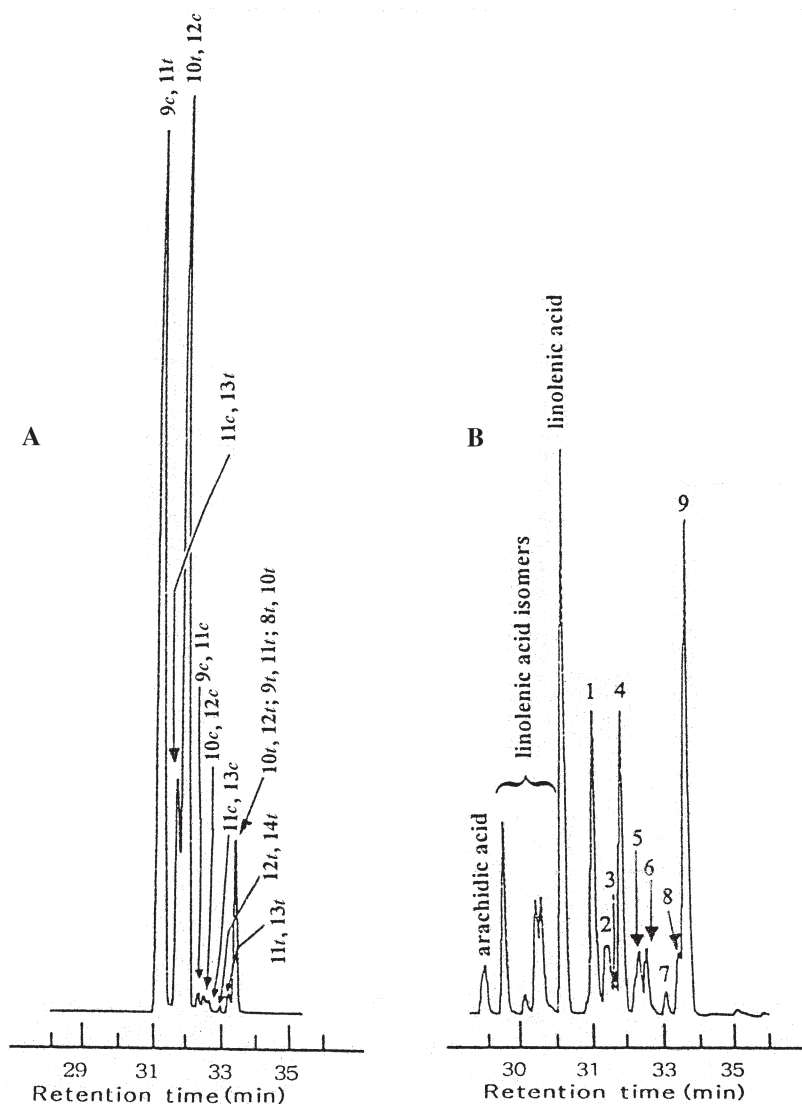 A
9c, 11t
10t, 12c
11c, 13t
9c, 11c
10c, 12c
11c, 13c
10t, 12t; 9t, 11t; 8t, 10t
12t, 14t
11t, 13t
29 31 33 35
Retention time (min)
B
arachidic acid
linolenic acid isomers
linolenic acid
1
2
3
4
5
6
7
8
9
30 31 33 35
Retention time (min)